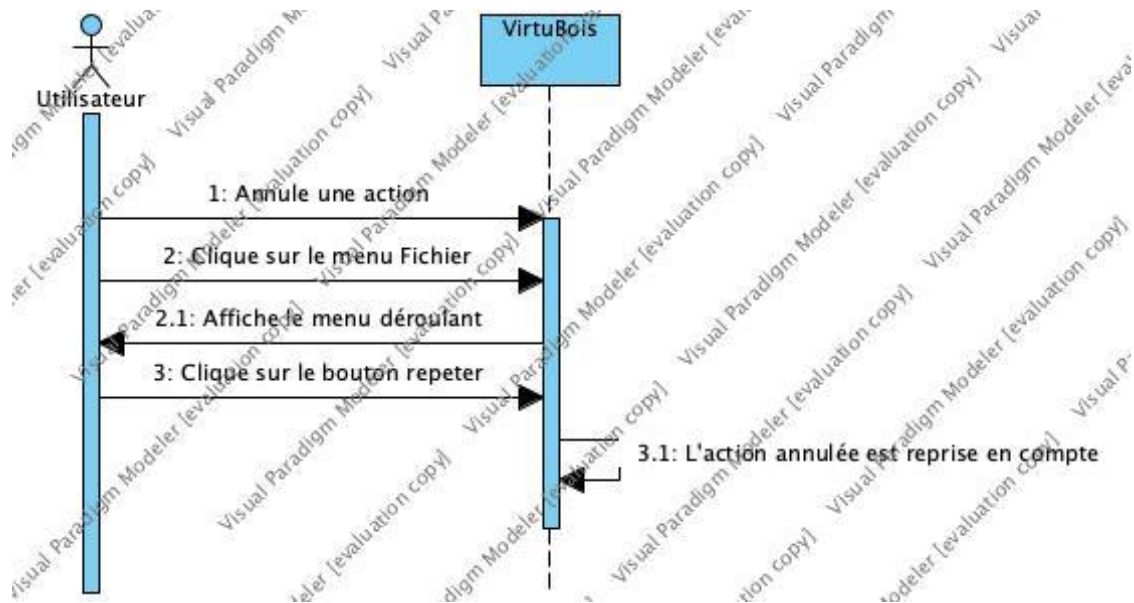 VirtuBois
Utilisateur
1: Annule une action
2: Clique sur le menu Fichier
2.1: Affiche le menu déroulant
3: Clique sur le bouton repeter
3.1: L'action annulée est reprise en compte
Visual Paradigm Modeler [evaluation copy]